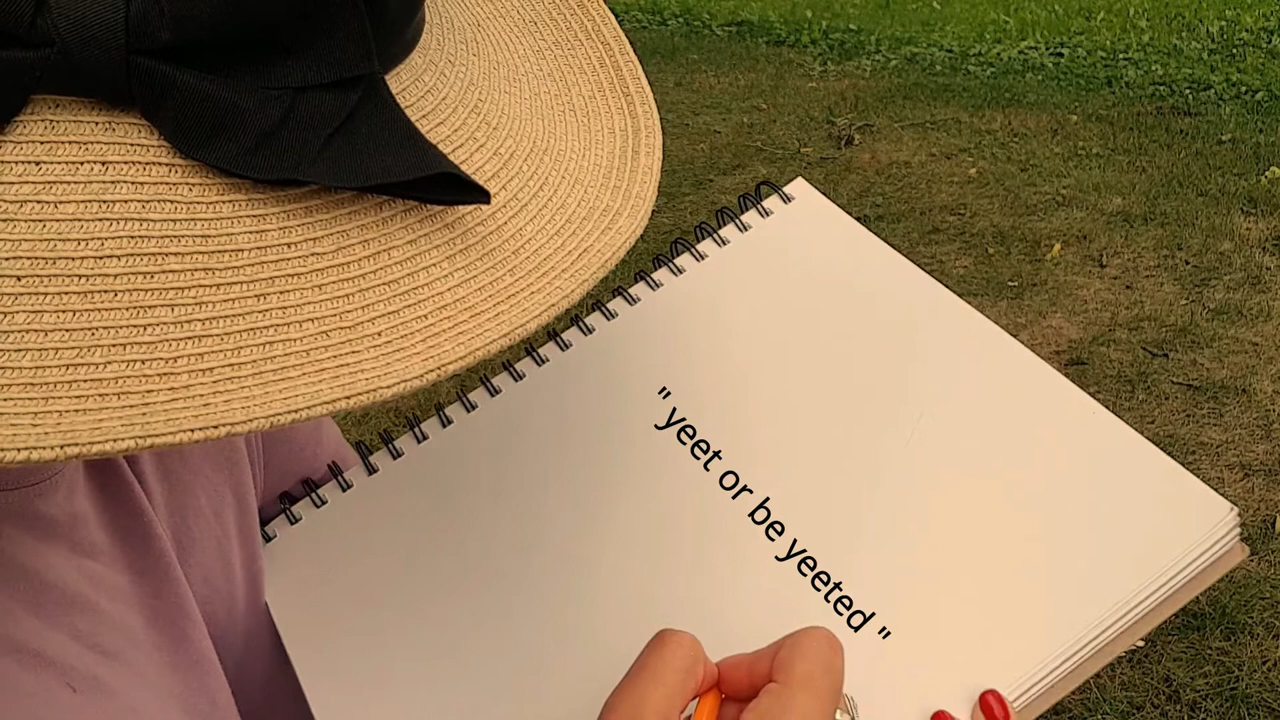 " yeet or be yeeted "